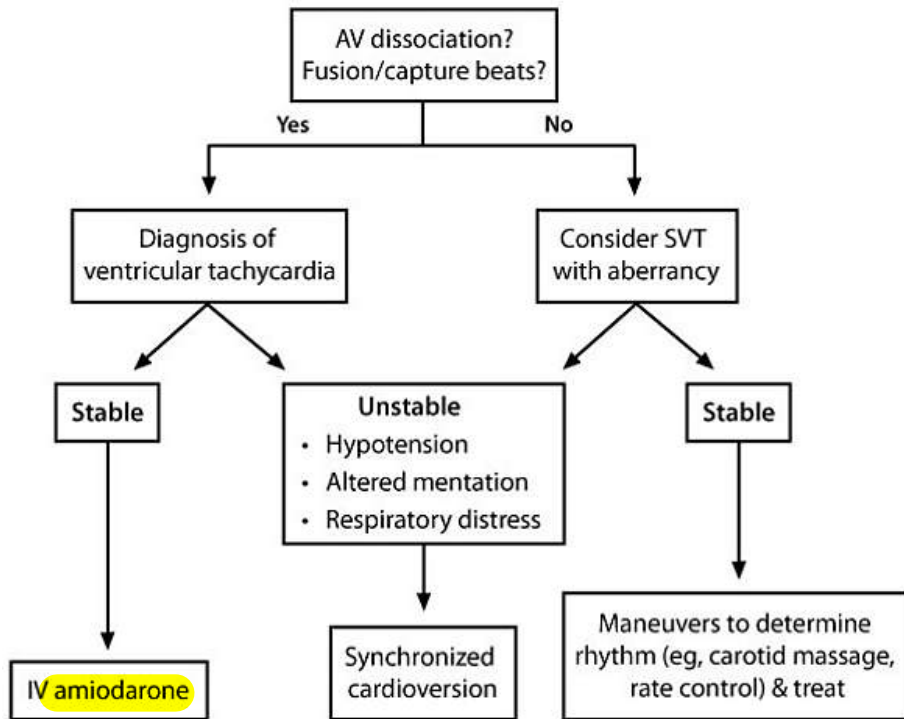 AV dissociation?
Fusion/capture beats?
Yes
No
Diagnosis of
ventricular tachycardia
Consider SVT
with aberrancy
Stable
Unstable
• Hypotension
• Altered mentation
• Respiratory distress
Stable
IV amiodarone
Synchronized
cardioversion
Maneuvers to determine
rhythm (eg, carotid massage,
rate control) & treat